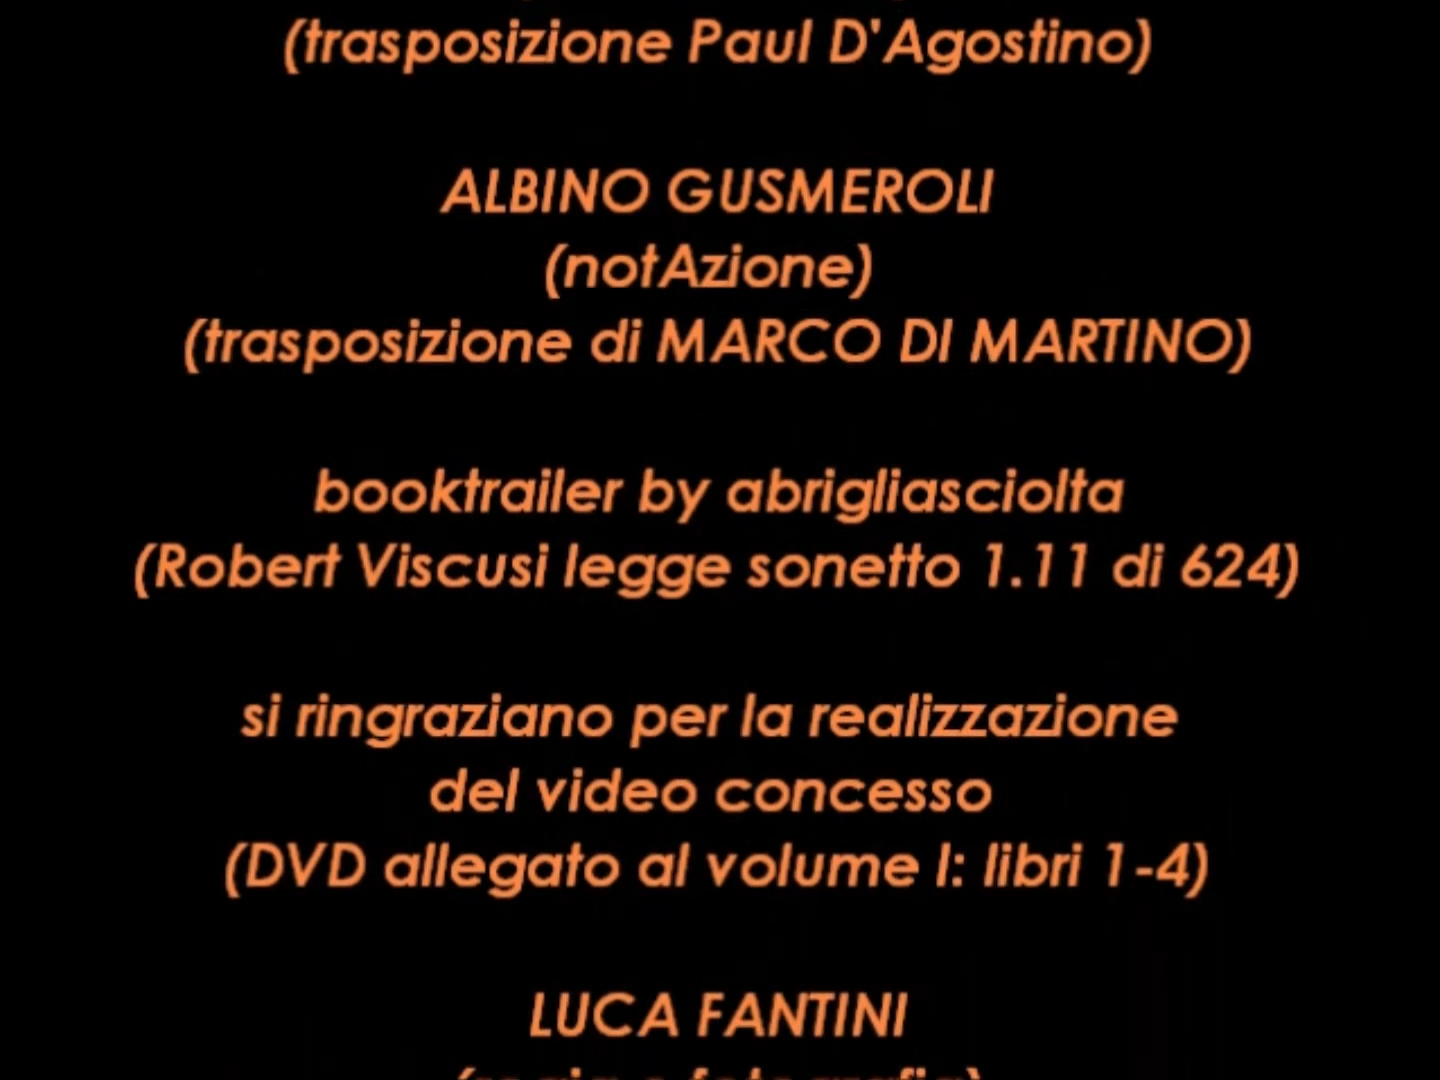 (trasposizione Paul D'Agostino)
ALBINO GUSMEROLI
(notAzione)
(trasposizione di MARCO DI MARTINO)
booktrailer by abrigliasciolta
(Robert Viscusi legge sonetto 1.11 di 624)
si ringraziano per la realizzazione
del video concesso
(DVD allegato al volume I: libri 1-4)
LUCA FANTINI
(regia e fotografia)